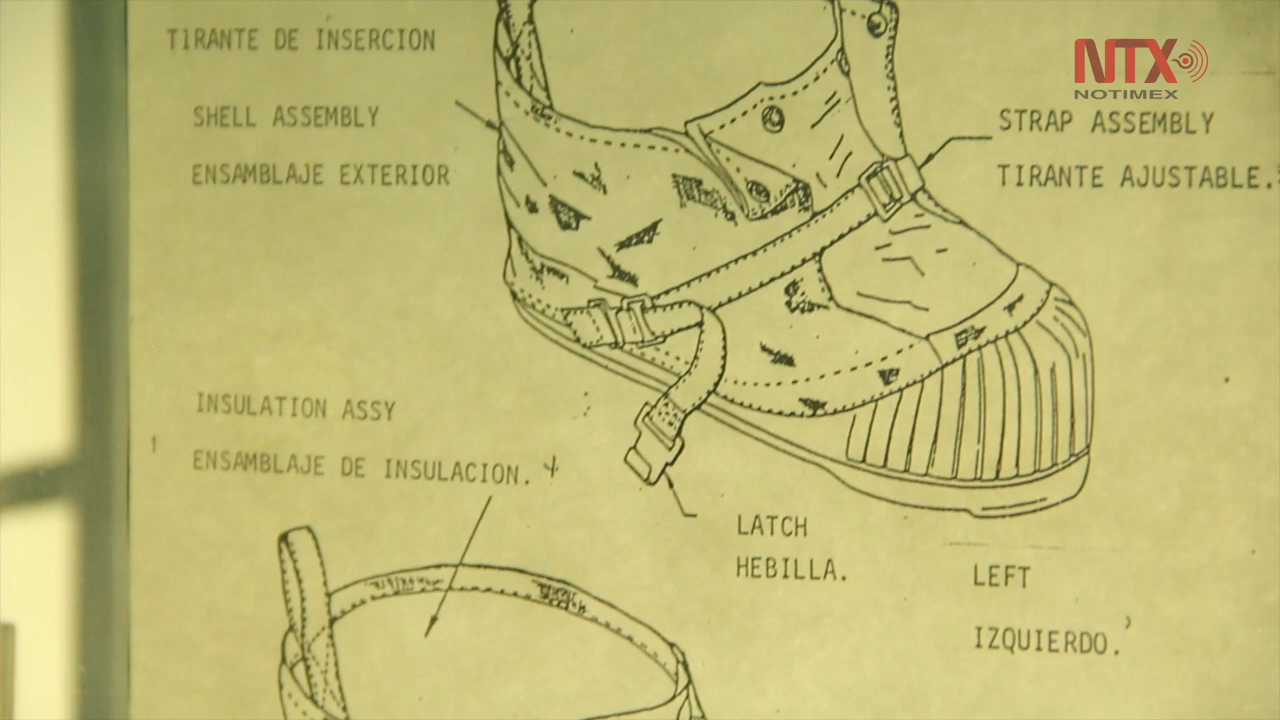 TIRANTE DE INSERCION
NTX
NOTIMEX
SHELL ASSEMBLY
ENSAMBLAJE EXTERIOR
STRAP ASSEMBLY
TIRANTE AJUSTABLE.
INSULATION ASSY
ENSAMBLAJE DE INSULACION.
LATCH
HEBILLA.
LEFT
IZQUIERDO.